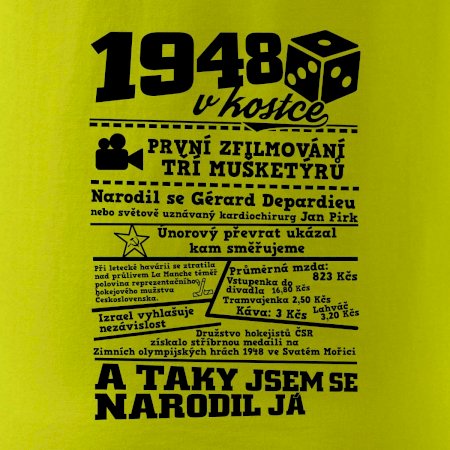 1948
v kostce
PRVNÍ ZFILMOVÁNÍ
TŘÍ MUŠKETÝRŮ
Narodil se Gérard Depardieu
nebo světově uznávaný kardiochirurg Jan Pirk
Únorový převrat ukázal
kam směřujeme
Při letecké havárii se ztratila
nad průlivem La Manche téměř
polovina reprezentačního
hokejového mužstva
Československa.
Průměrná mzda:
823 Kčs
Vstupenka do
divadla 16,80 Kčs
Tramvajenka 2,50 Kčs
Káva: 3 Kčs
Lahváč
3,20 Kčs
Izrael vyhlašuje
nezávislost
Družstvo hokejistů ČSR
získalo stříbrnou medaili na
Zimních olympijských hrách 1948 ve Svatém Mořici
A TAKY JSEM SE
NARODIL JÁ